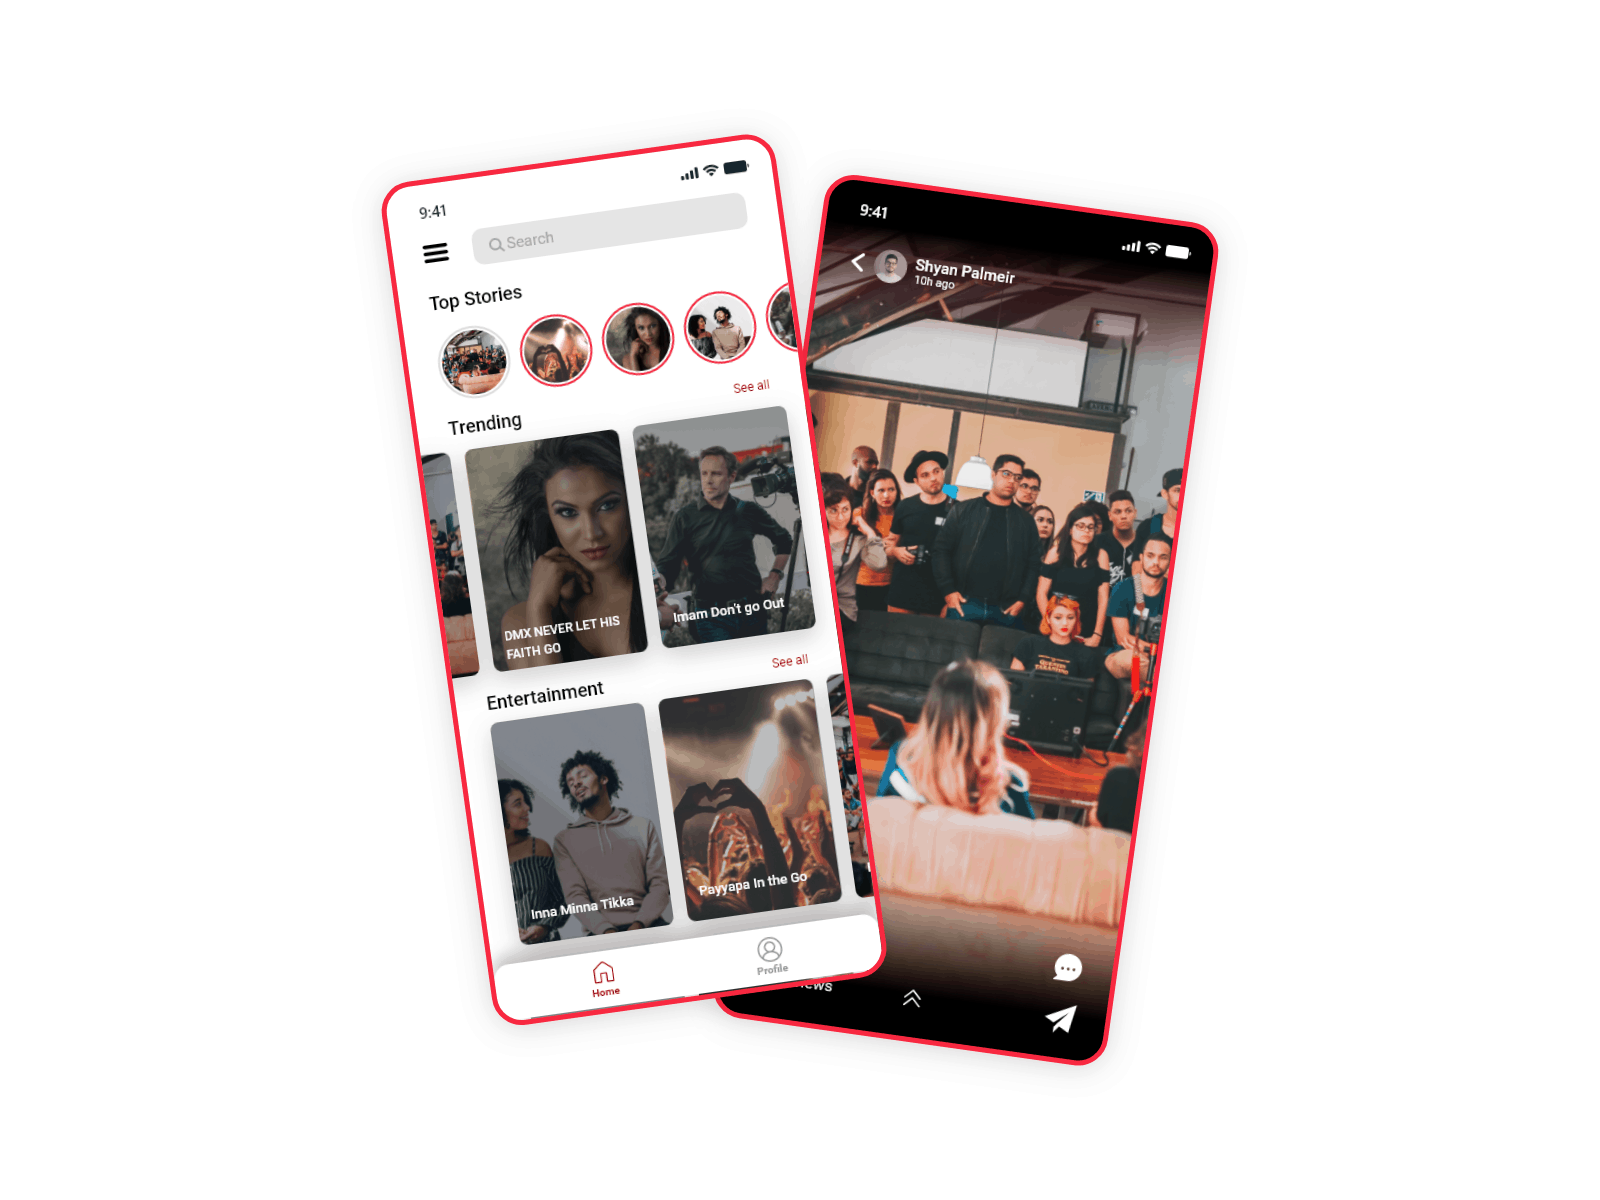 9:41
Search
Top Stories
See all
Trending
DMX NEVER LET HIS
FAITH GO
Imam Don't go Out
See all
Entertainment
Inna Minna Tikka
Payyapa In the Go
Home
Profile
9:41
Shyan Palmeir
10h ago